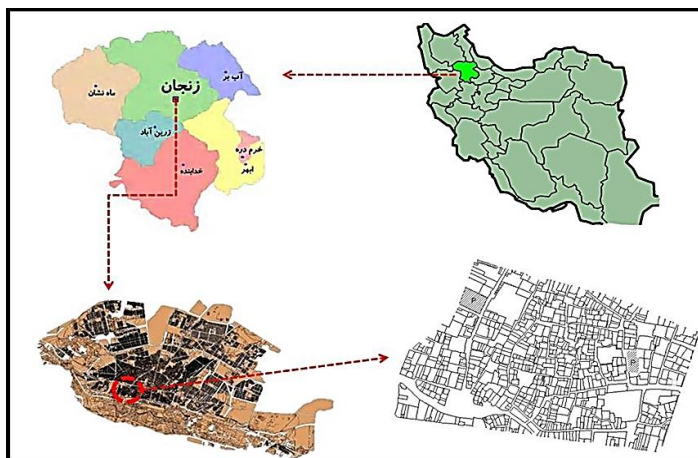 آب بر
زنجان
ماه نشان
زرین آباد
خرم دره
ابهر
خدابنده
P
P